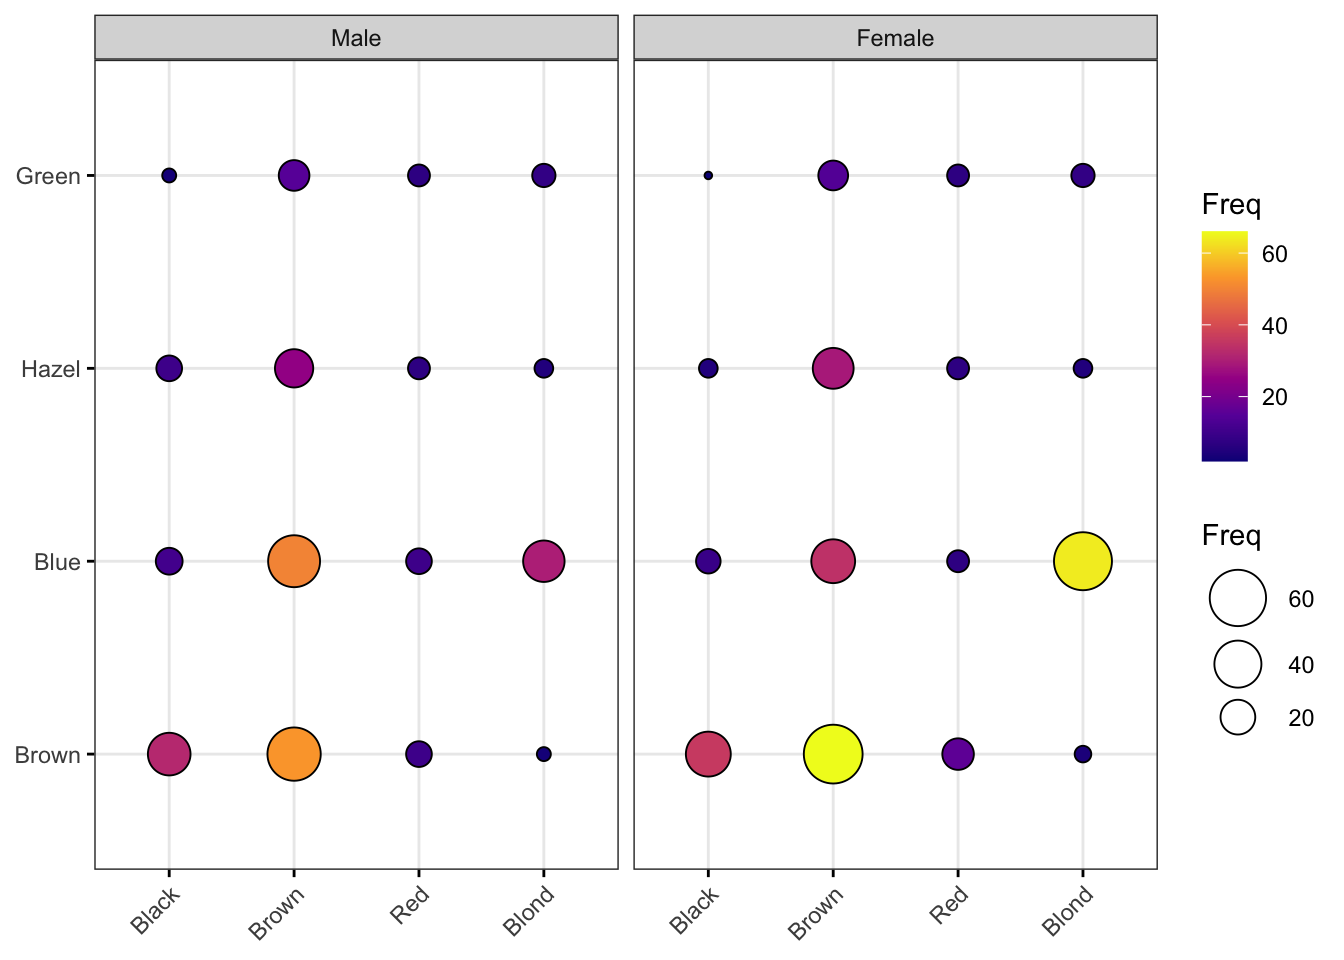 Male
Female
Green
Hazel
Blue
Brown
Black
Brown
Red
Blond
Black
Brown
Red
Blond
Freq
60
40
20
Freq
60
40
20